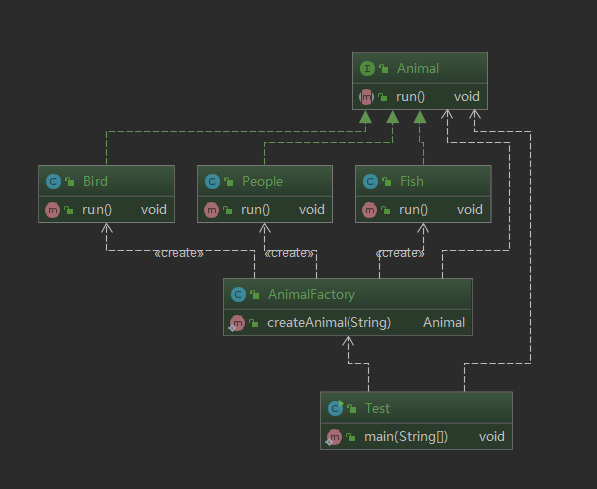 I Animal
m run() void
C Bird
m run() void
C People
m run() void
C Fish
m run() void
«create» «create» «create»
C AnimalFactory
m createAnimal(String) Animal
C Test
m main(String[]) void